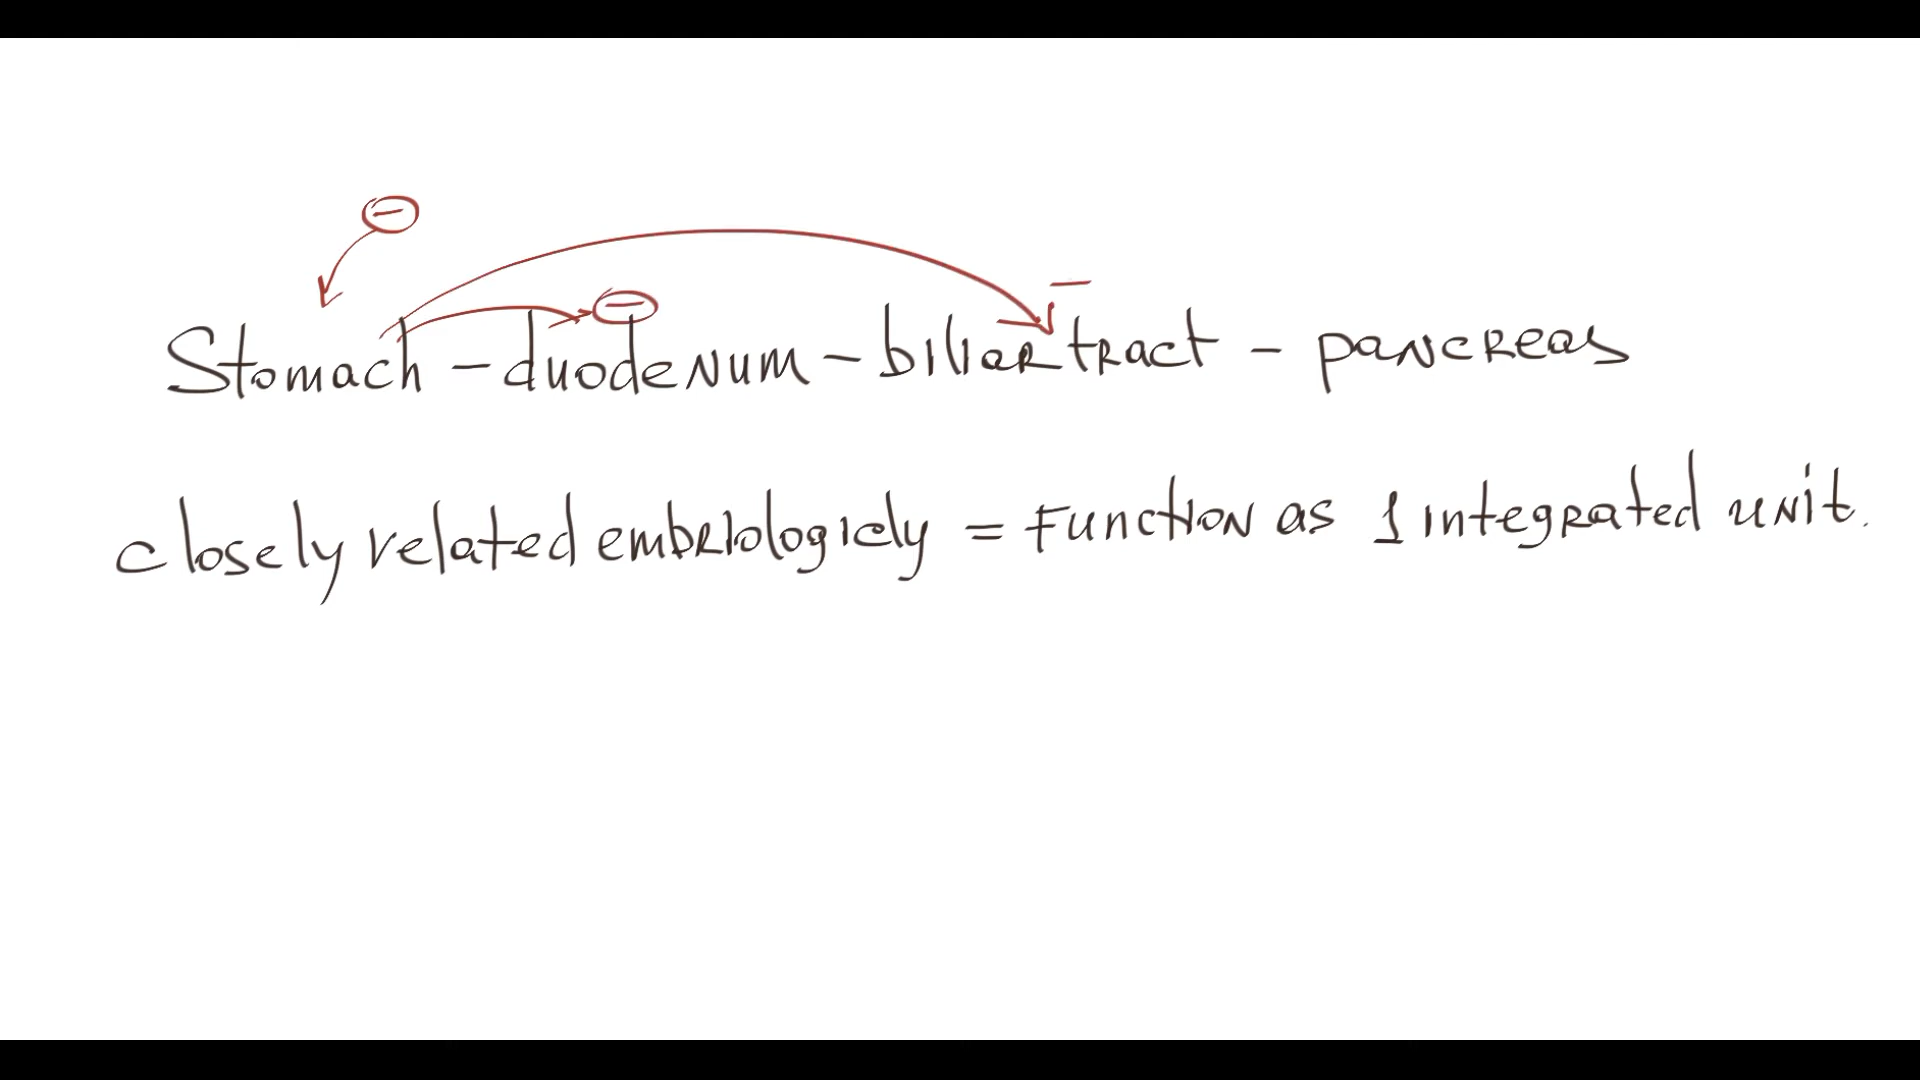 Stomach - duodenum - biliar tract - pancreas
closely related embriologicly = Function as 1 integrated unit.